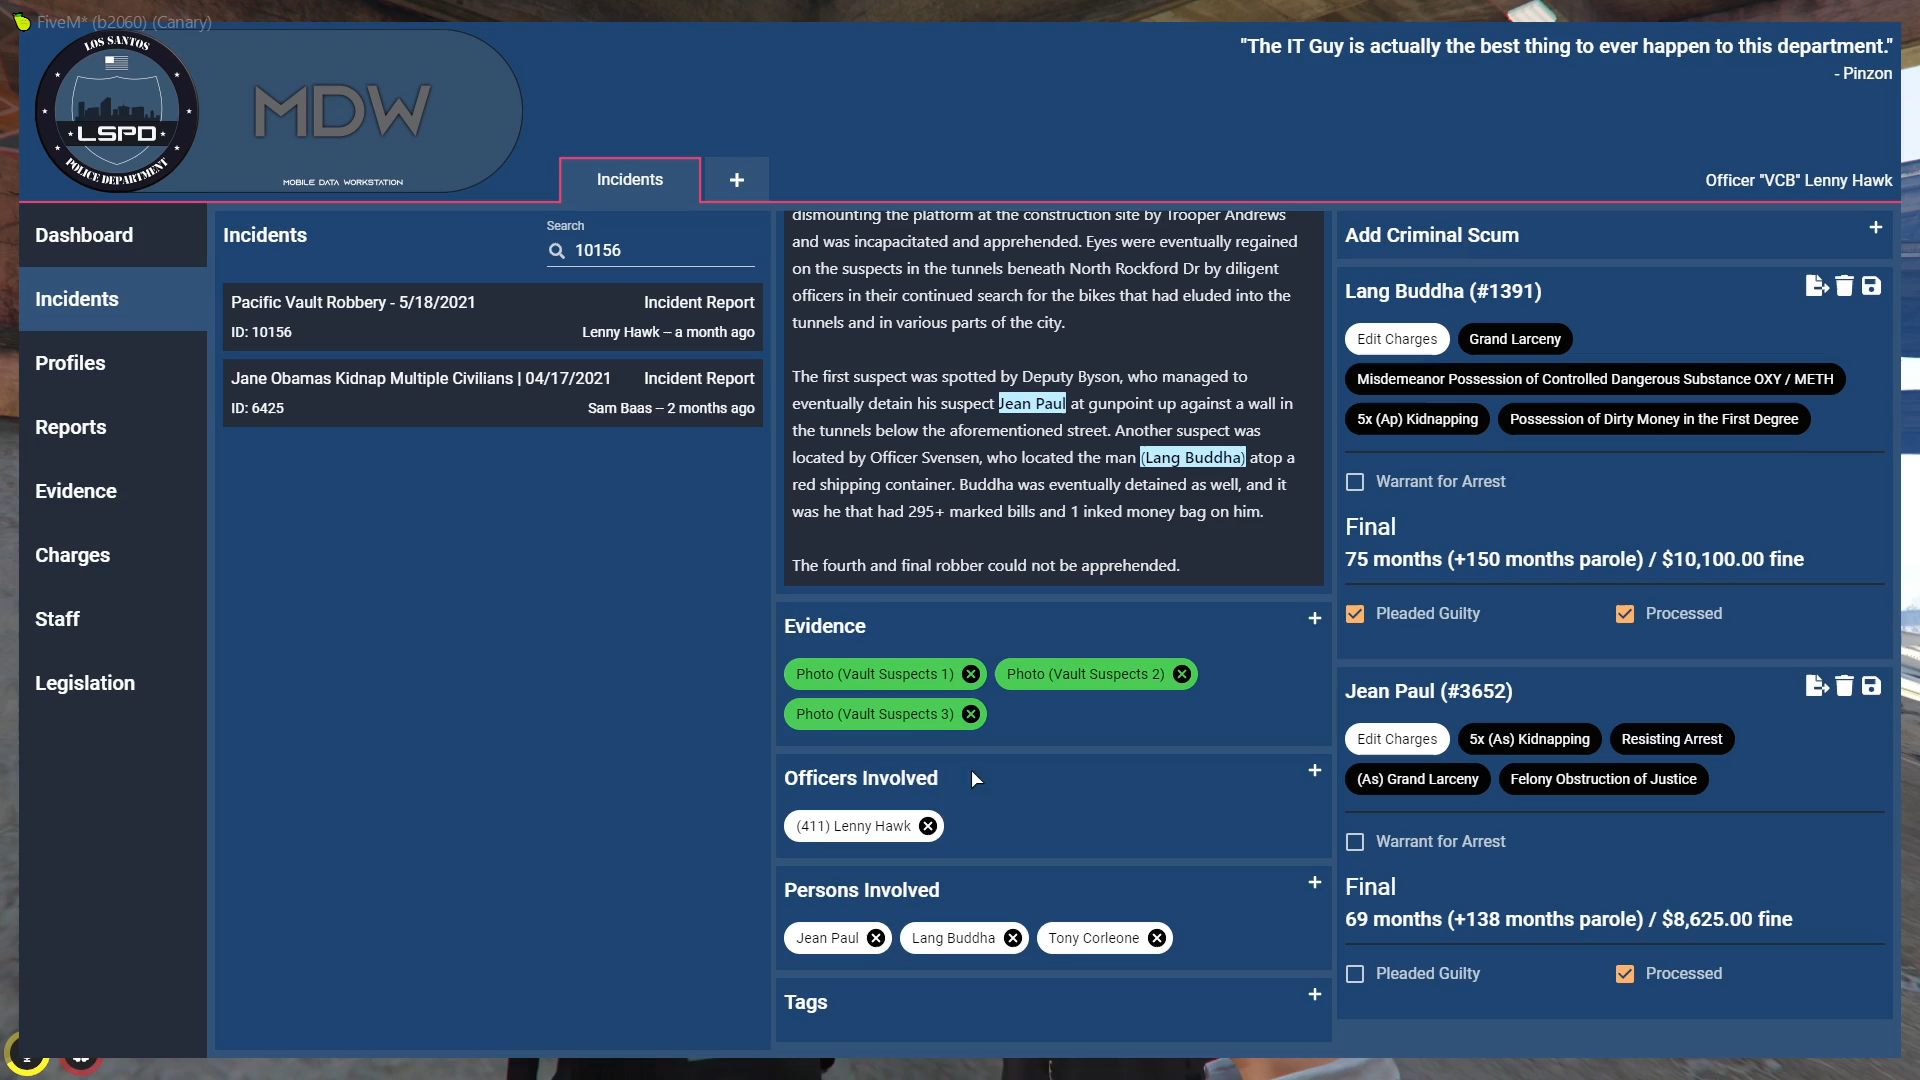 FiveM* (b2060) (Canary)
LOS SANTOS
LSPD
POLICE DEPARTMENT
MDW
MOBILE DATA WORKSTATION
"The IT Guy is actually the best thing to ever happen to this department."
- Pinzon
Incidents
+
Officer "VCB" Lenny Hawk
Dashboard
Incidents
Profiles
Reports
Evidence
Charges
Staff
Legislation
Incidents
Search
10156
Pacific Vault Robbery - 5/18/2021
Incident Report
ID: 10156
Lenny Hawk – a month ago
Jane Obamas Kidnap Multiple Civilians | 04/17/2021
Incident Report
ID: 6425
Sam Baas – 2 months ago
dismounting the platform at the construction site by Trooper Andrews
and was incapacitated and apprehended. Eyes were eventually regained
on the suspects in the tunnels beneath North Rockford Dr by diligent
officers in their continued search for the bikes that had eluded into the
tunnels and in various parts of the city.
The first suspect was spotted by Deputy Byson, who managed to
eventually detain his suspect Jean Paul at gunpoint up against a wall in
the tunnels below the aforementioned street. Another suspect was
located by Officer Svensen, who located the man (Lang Buddha) atop a
red shipping container. Buddha was eventually detained as well, and it
was he that had 295+ marked bills and 1 inked money bag on him.
The fourth and final robber could not be apprehended.
Evidence
+
Photo (Vault Suspects 1)
Photo (Vault Suspects 2)
Photo (Vault Suspects 3)
Officers Involved
+
(411) Lenny Hawk
Persons Involved
+
Jean Paul
Lang Buddha
Tony Corleone
Tags
+
Add Criminal Scum
+
Lang Buddha (#1391)
Edit Charges
Grand Larceny
Misdemeanor Possession of Controlled Dangerous Substance OXY / METH
5x (Ap) Kidnapping
Possession of Dirty Money in the First Degree
Warrant for Arrest
Final
75 months (+150 months parole) / $10,100.00 fine
Pleaded Guilty
Processed
Jean Paul (#3652)
Edit Charges
5x (As) Kidnapping
Resisting Arrest
(As) Grand Larceny
Felony Obstruction of Justice
Warrant for Arrest
Final
69 months (+138 months parole) / $8,625.00 fine
Pleaded Guilty
Processed